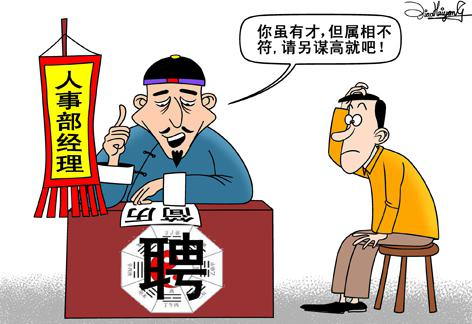 你虽有才，但属相不
符，请另谋高就吧！
人事部经理
简历
聘